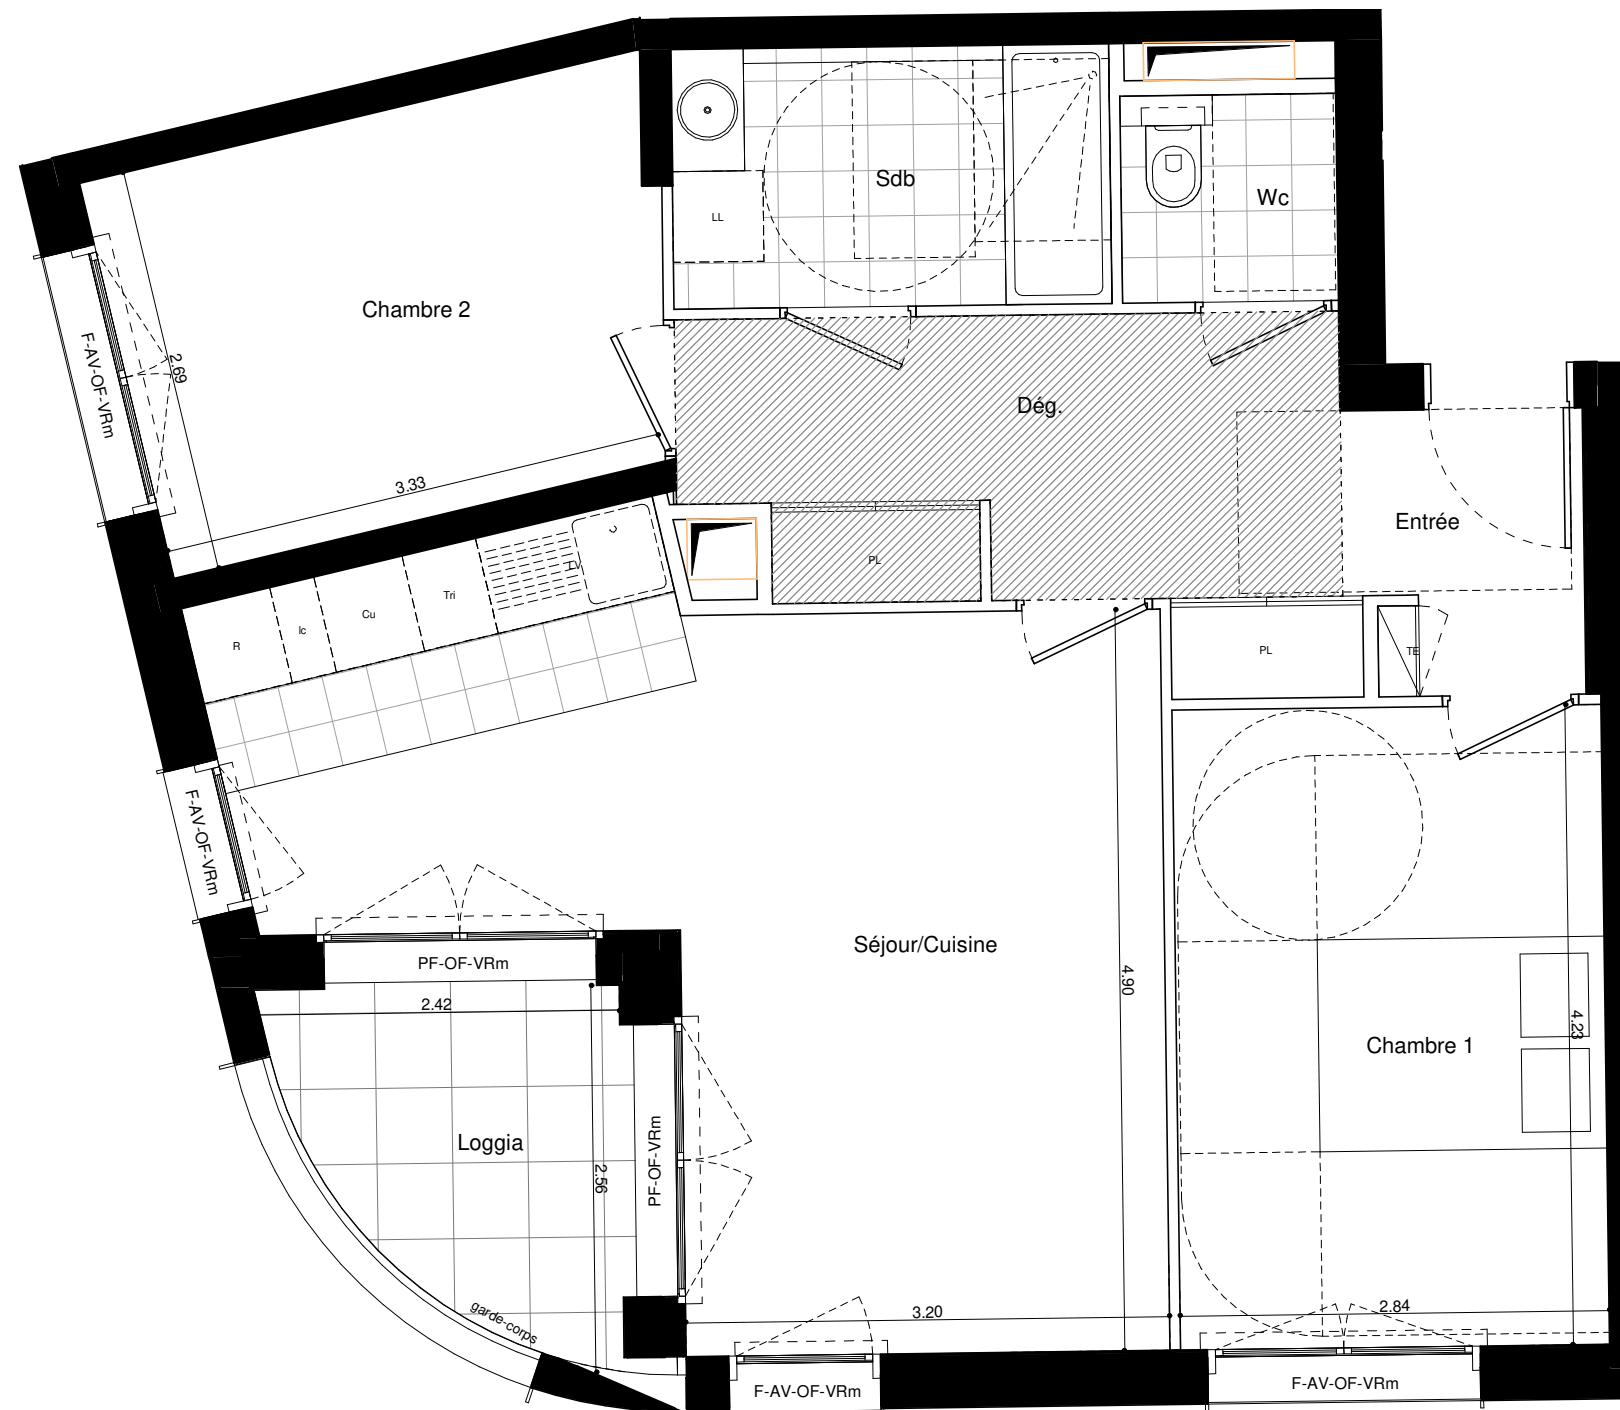 Sdb
Wc
LL
Chambre 2
F-AV-OF-VRm
2.69
Dég.
3.33
Entrée
PL
LV
Tri
Cu
Ic
R
PL
TE
F-AV-OF-VRm
Séjour/Cuisine
PF-OF-VRm
4.90
2.42
4.23
Chambre 1
Loggia
2.56
PF-OF-VRm
garde-corps
3.20
2.84
F-AV-OF-VRm
F-AV-OF-VRm